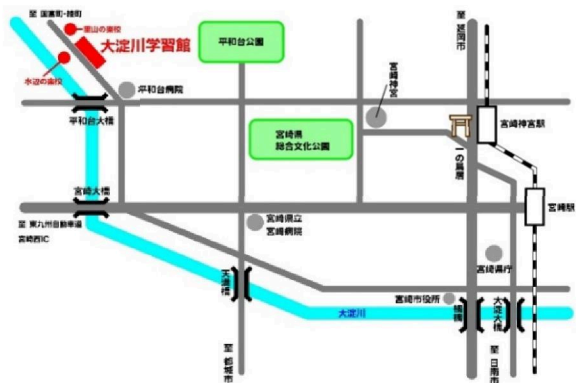 至 国富町・綾町
里山の楽校
大淀川学習館
水辺の楽校
平和台病院
平和台公園
至 延岡市
宮崎神宮
宮崎神宮駅
平和台大橋
宮崎県
総合文化公園
一の鳥居
宮崎大橋
宮崎駅
至 東九州自動車道
宮崎西IC
宮崎県立
宮崎病院
宮崎県庁
天満橋
宮崎市役所
橘橋
大淀大橋
大淀川
至 都城市
至 日南市